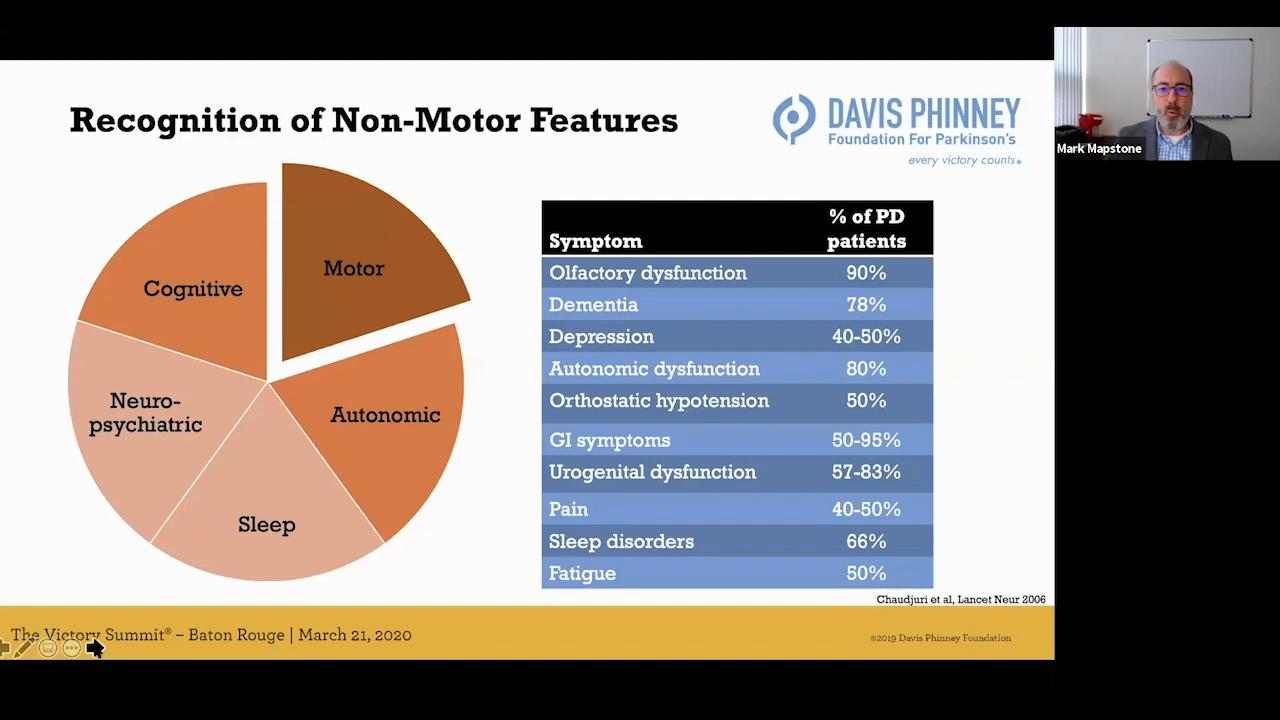 Recognition of Non-Motor Features
DAVIS PHINNEY
Foundation For Parkinson's
every victory counts®
Mark Mapstone
Motor
Cognitive
Neuro-
psychiatric
Autonomic
Sleep
Symptom % of PD patients
Olfactory dysfunction 90%
Dementia 78%
Depression 40-50%
Autonomic dysfunction 80%
Orthostatic hypotension 50%
GI symptoms 50-95%
Urogenital dysfunction 57-83%
Pain 40-50%
Sleep disorders 66%
Fatigue 50%
Chaudjuri et al, Lancet Neur 2006
The Victory Summit® – Baton Rouge | March 21, 2020
©2019 Davis Phinney Foundation